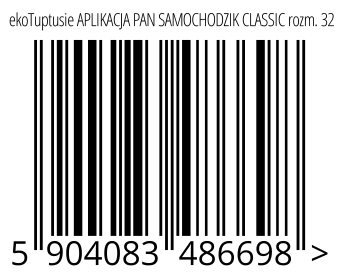 ekoTuptusie APLIKACJA PAN SAMOCHODZIK CLASSIC rozm. 32
5 904083 486698 >